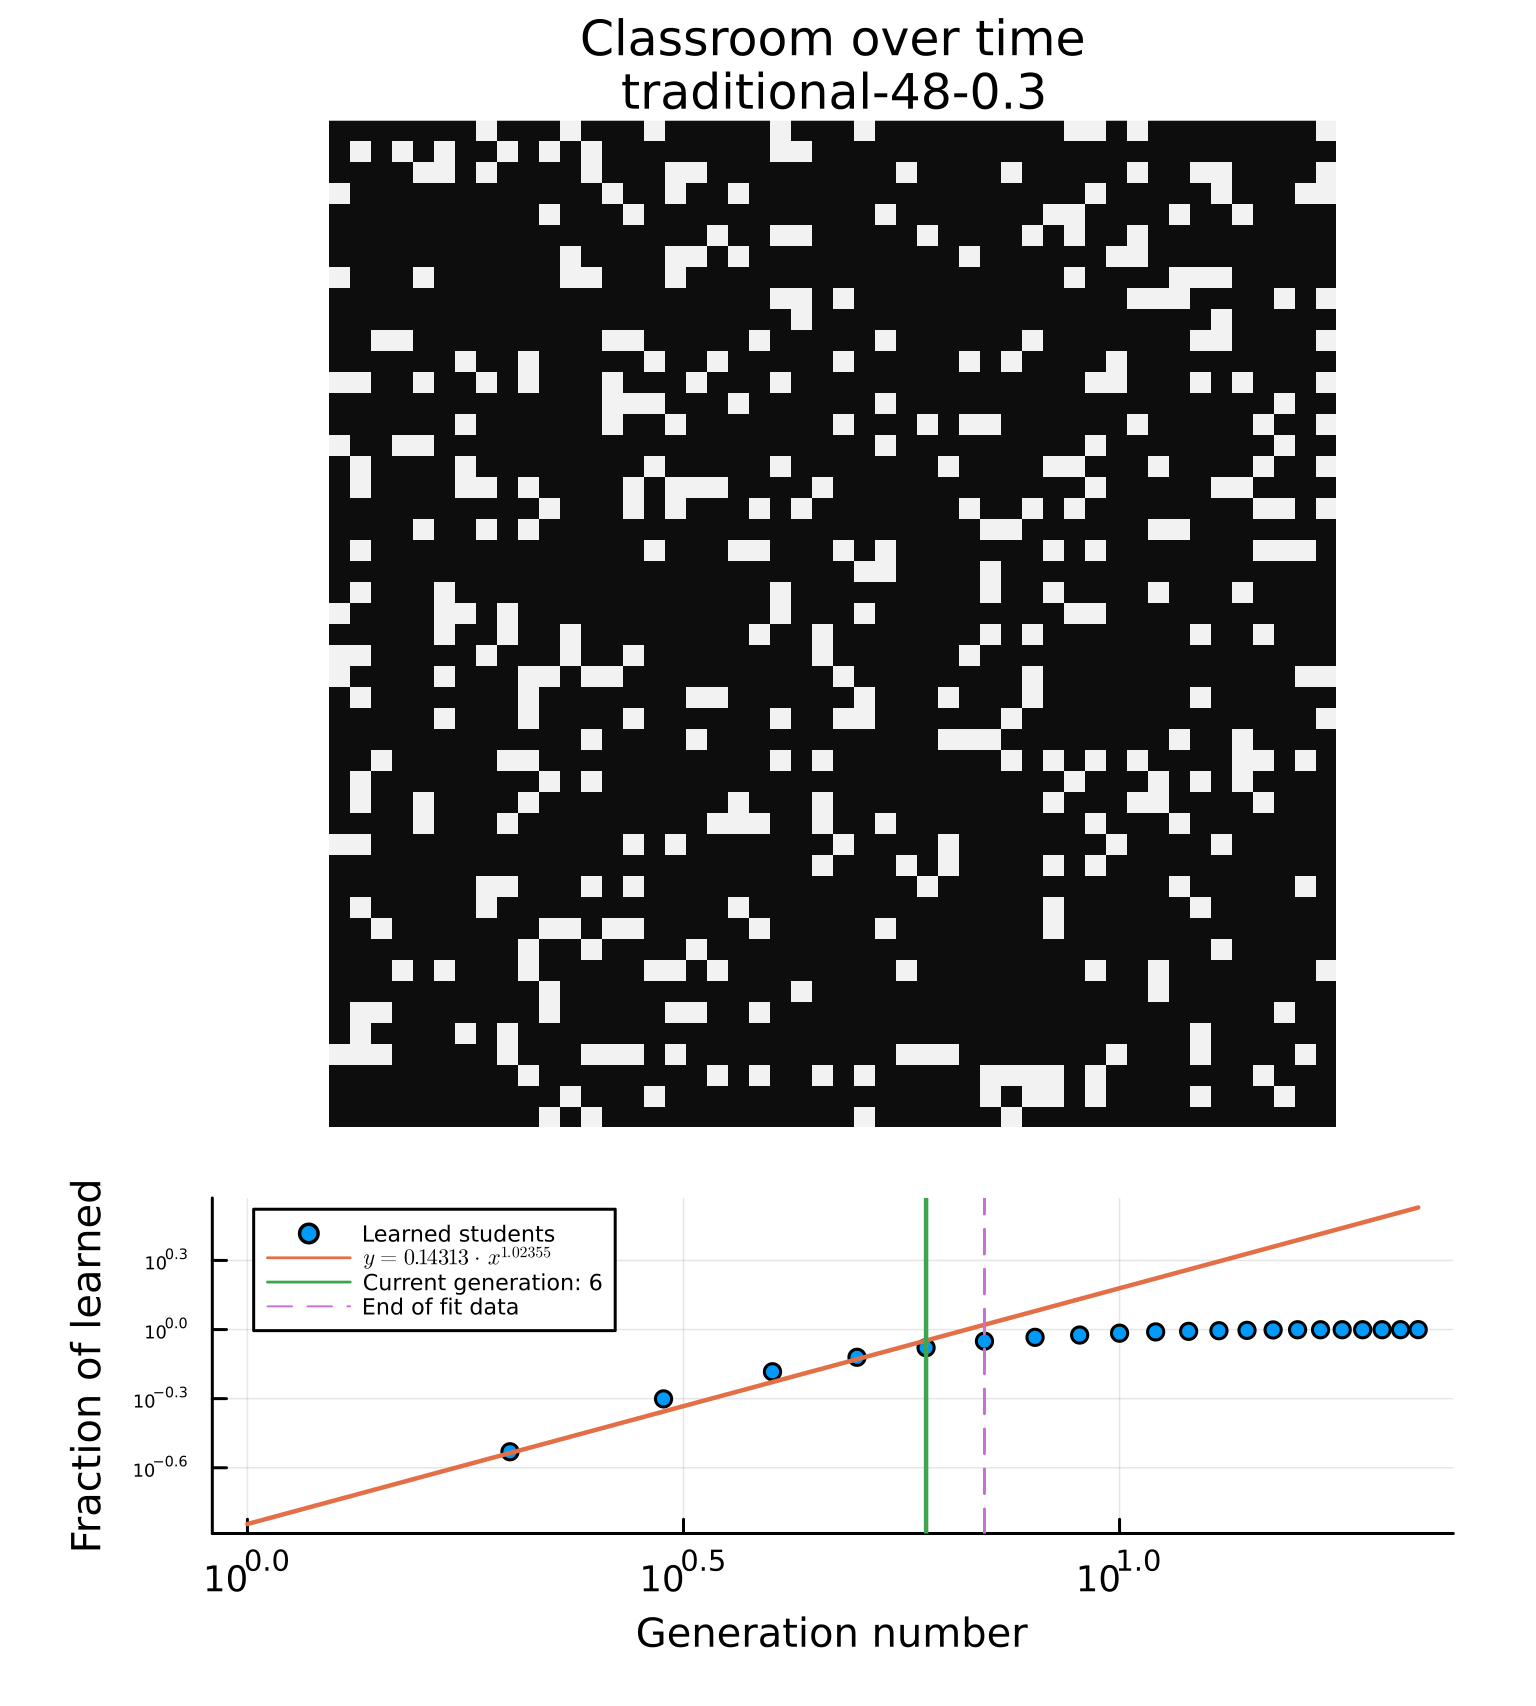 Classroom over time
traditional-48-0.3
Fraction of learned
10^0.3
10^0.0
10^−0.3
10^−0.6
Learned students
y = 0.14313 · x^1.02355
Current generation: 6
End of fit data
10^0.0 10^0.5 10^1.0
Generation number